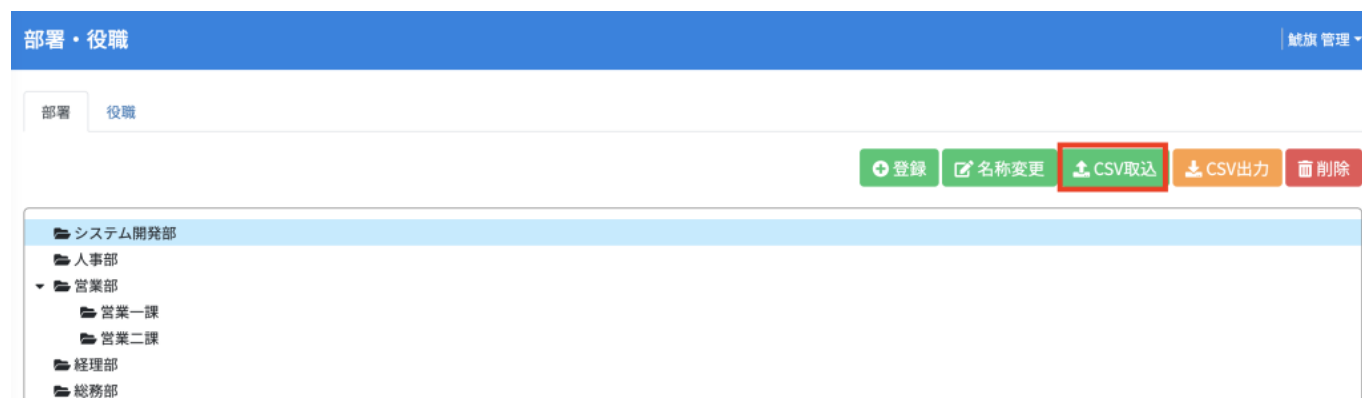 部署・役職
鯱旗 管理
部署 役職
登録 名称変更 CSV取込 CSV出力 削除
システム開発部
人事部
営業部
営業一課
営業二課
経理部
総務部